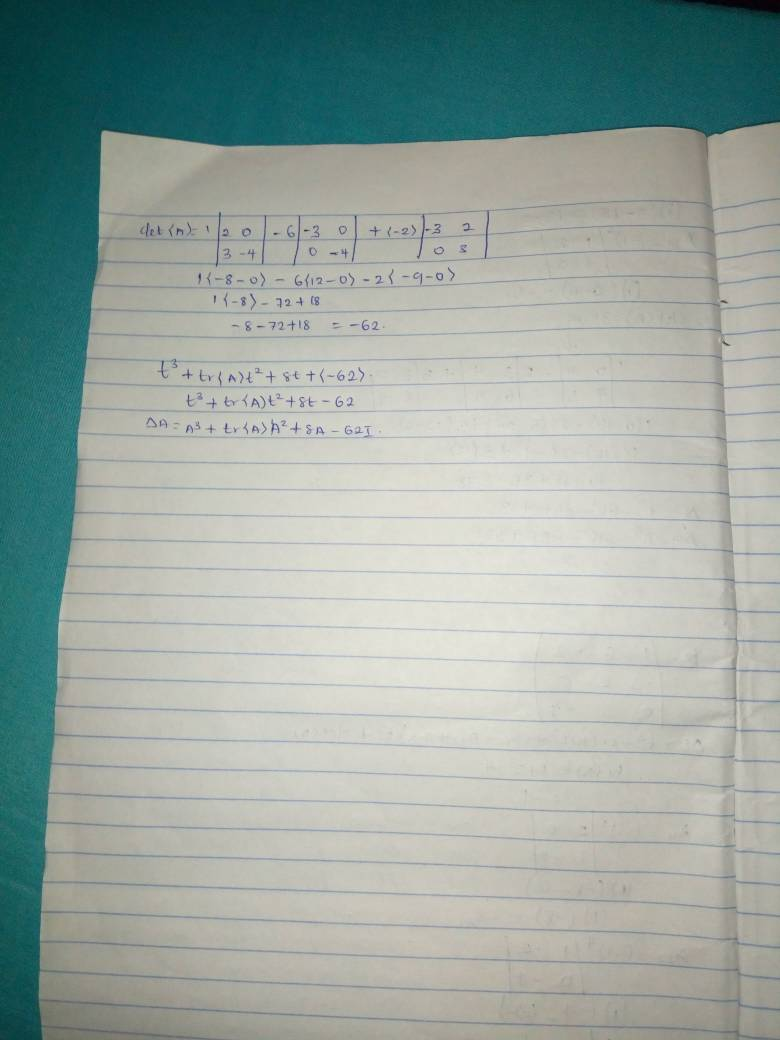 det(A) = 1 |2 0| - 6 |-3 0| + (-2) |-3 2|
|3 -4| |0 -4| |0 3|
1(-8-0) - 6(12-0) - 2(-9-0)
1(-8) - 72 + 18
-8 - 72 + 18 = -62.
t³ + tr(A)t² + 8t + (-62).
t³ + tr(A)t² + 8t - 62
ΔA = A³ + tr(A)A² + 8A - 62I.